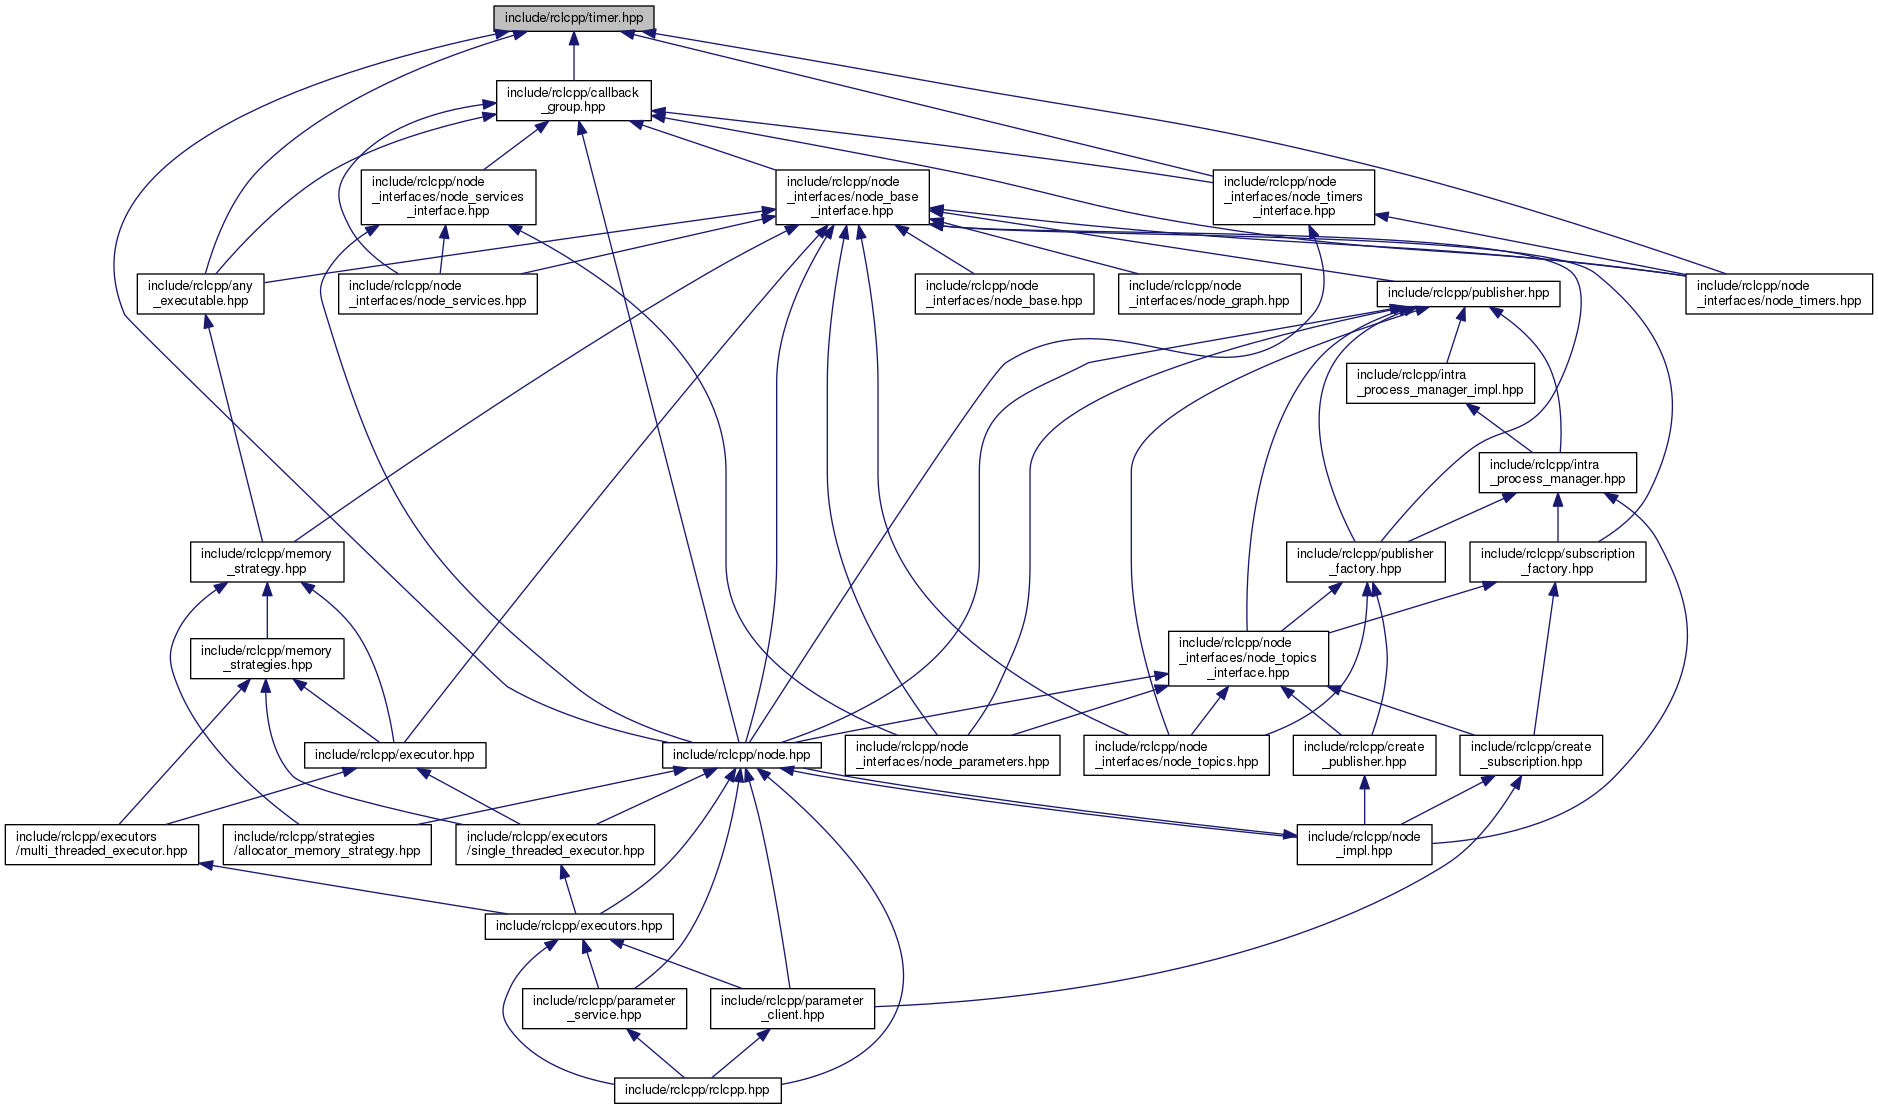 include/rclcpp/timer.hpp
include/rclcpp/callback
_group.hpp
include/rclcpp/node
_interfaces/node_services
_interface.hpp
include/rclcpp/node
_interfaces/node_base
_interface.hpp
include/rclcpp/node
_interfaces/node_timers
_interface.hpp
include/rclcpp/any
_executable.hpp
include/rclcpp/node
_interfaces/node_services.hpp
include/rclcpp/node
_interfaces/node_base.hpp
include/rclcpp/node
_interfaces/node_graph.hpp
include/rclcpp/publisher.hpp
include/rclcpp/node
_interfaces/node_timers.hpp
include/rclcpp/intra
_process_manager_impl.hpp
include/rclcpp/intra
_process_manager.hpp
include/rclcpp/memory
_strategy.hpp
include/rclcpp/publisher
_factory.hpp
include/rclcpp/subscription
_factory.hpp
include/rclcpp/memory
_strategies.hpp
include/rclcpp/node
_interfaces/node_topics
_interface.hpp
include/rclcpp/executor.hpp
include/rclcpp/node.hpp
include/rclcpp/node
_interfaces/node_parameters.hpp
include/rclcpp/node
_interfaces/node_topics.hpp
include/rclcpp/create
_publisher.hpp
include/rclcpp/create
_subscription.hpp
include/rclcpp/executors
/multi_threaded_executor.hpp
include/rclcpp/strategies
/allocator_memory_strategy.hpp
include/rclcpp/executors
/single_threaded_executor.hpp
include/rclcpp/node
_impl.hpp
include/rclcpp/executors.hpp
include/rclcpp/parameter
_service.hpp
include/rclcpp/parameter
_client.hpp
include/rclcpp/rclcpp.hpp